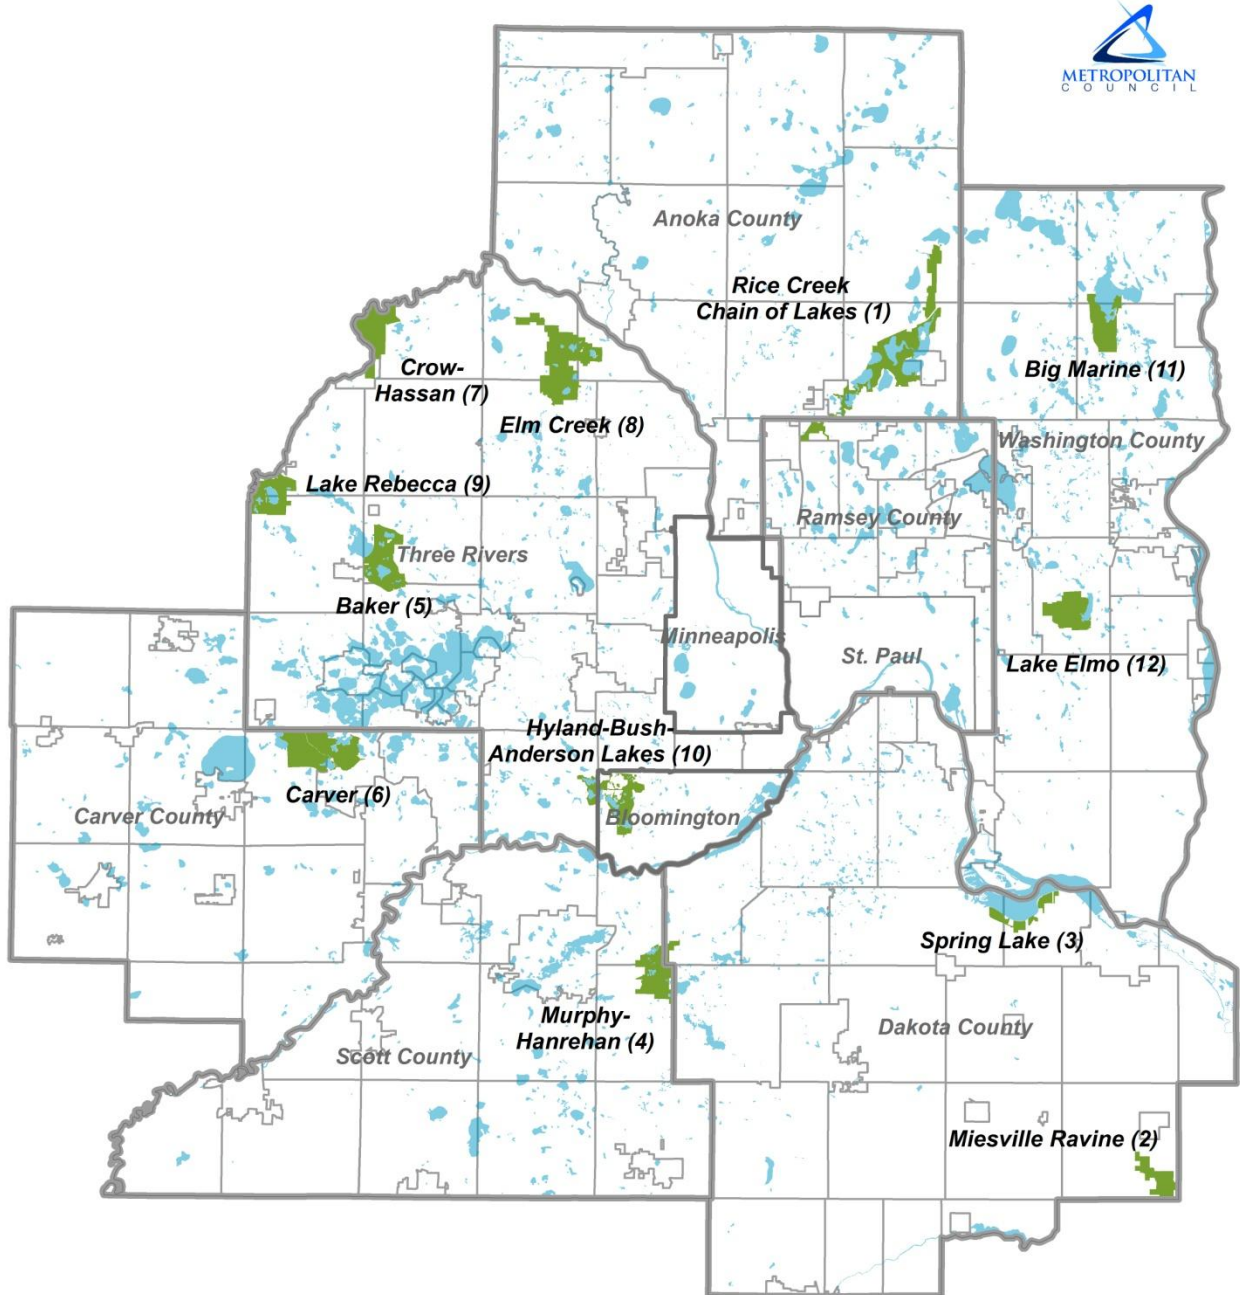 METROPOLITAN
COUNCIL
Anoka County
Rice Creek
Chain of Lakes (1)
Crow-
Hassan (7)
Big Marine (11)
Elm Creek (8)
Washington County
Lake Rebecca (9)
Ramsey County
Three Rivers
Baker (5)
Minneapolis
St. Paul
Lake Elmo (12)
Hyland-Bush-
Anderson Lakes (10)
Carver (6)
Carver County
Bloomington
Spring Lake (3)
Murphy-
Hanrehan (4)
Dakota County
Scott County
Miesville Ravine (2)